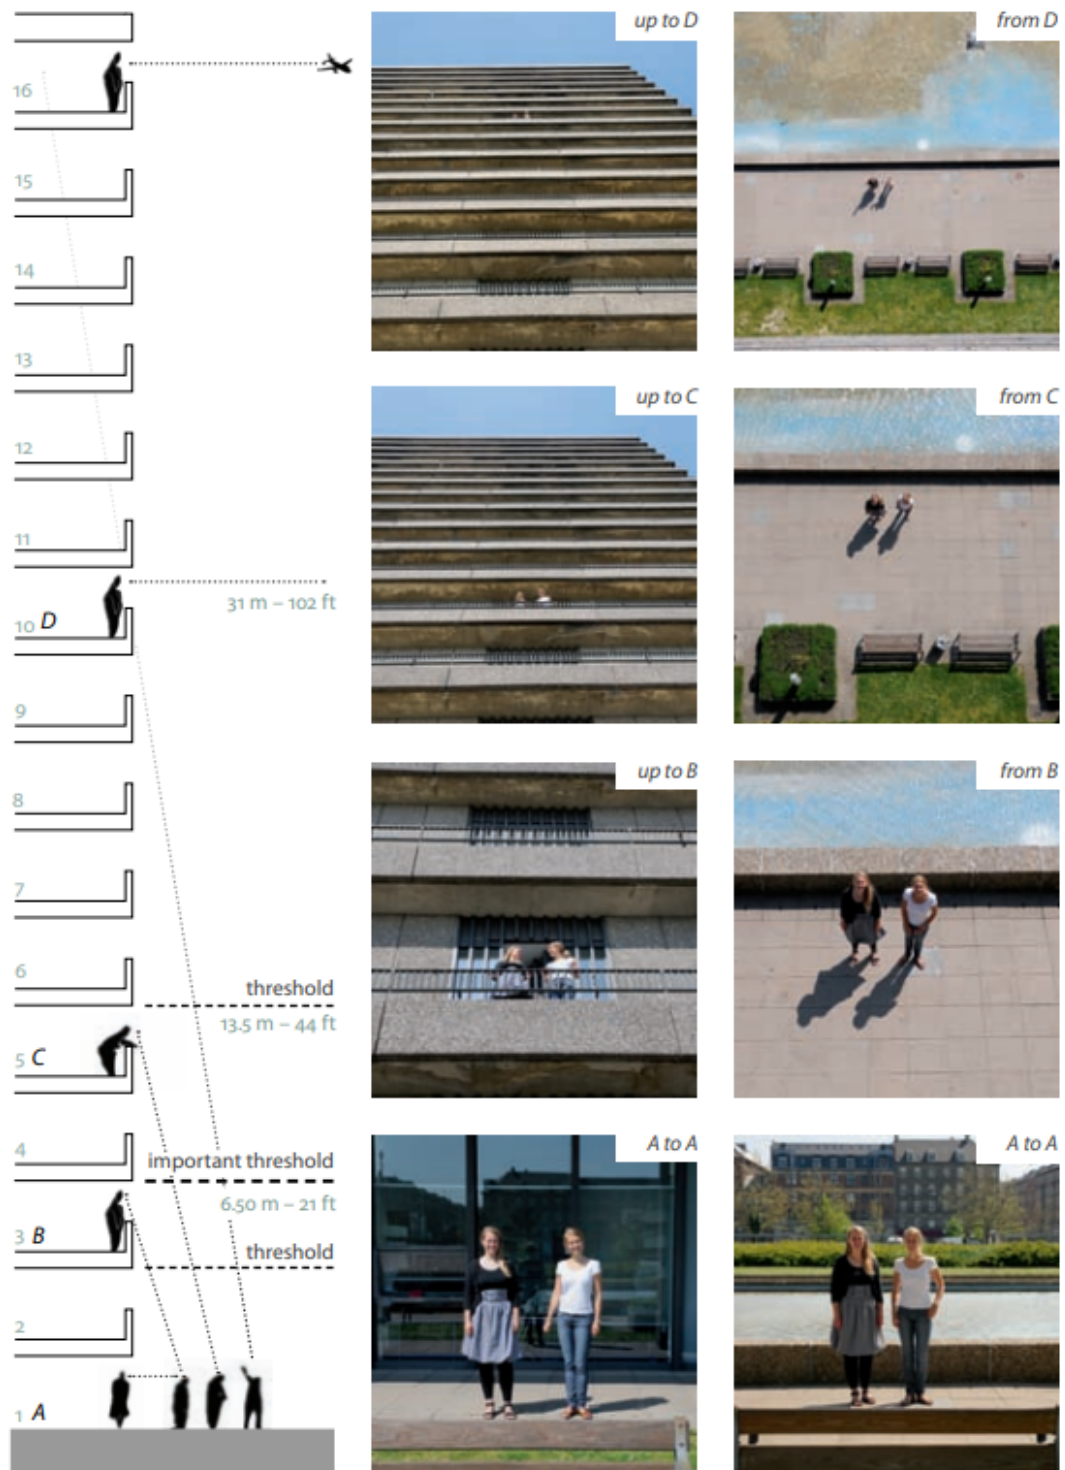 up to D
from D
16
15
14
13
12
11
31 m – 102 ft
10 D
9
8
7
6
threshold
13.5 m – 44 ft
5 C
4
important threshold
6.50 m – 21 ft
3 B
threshold
2
1 A
up to C
from C
up to B
from B
A to A
A to A